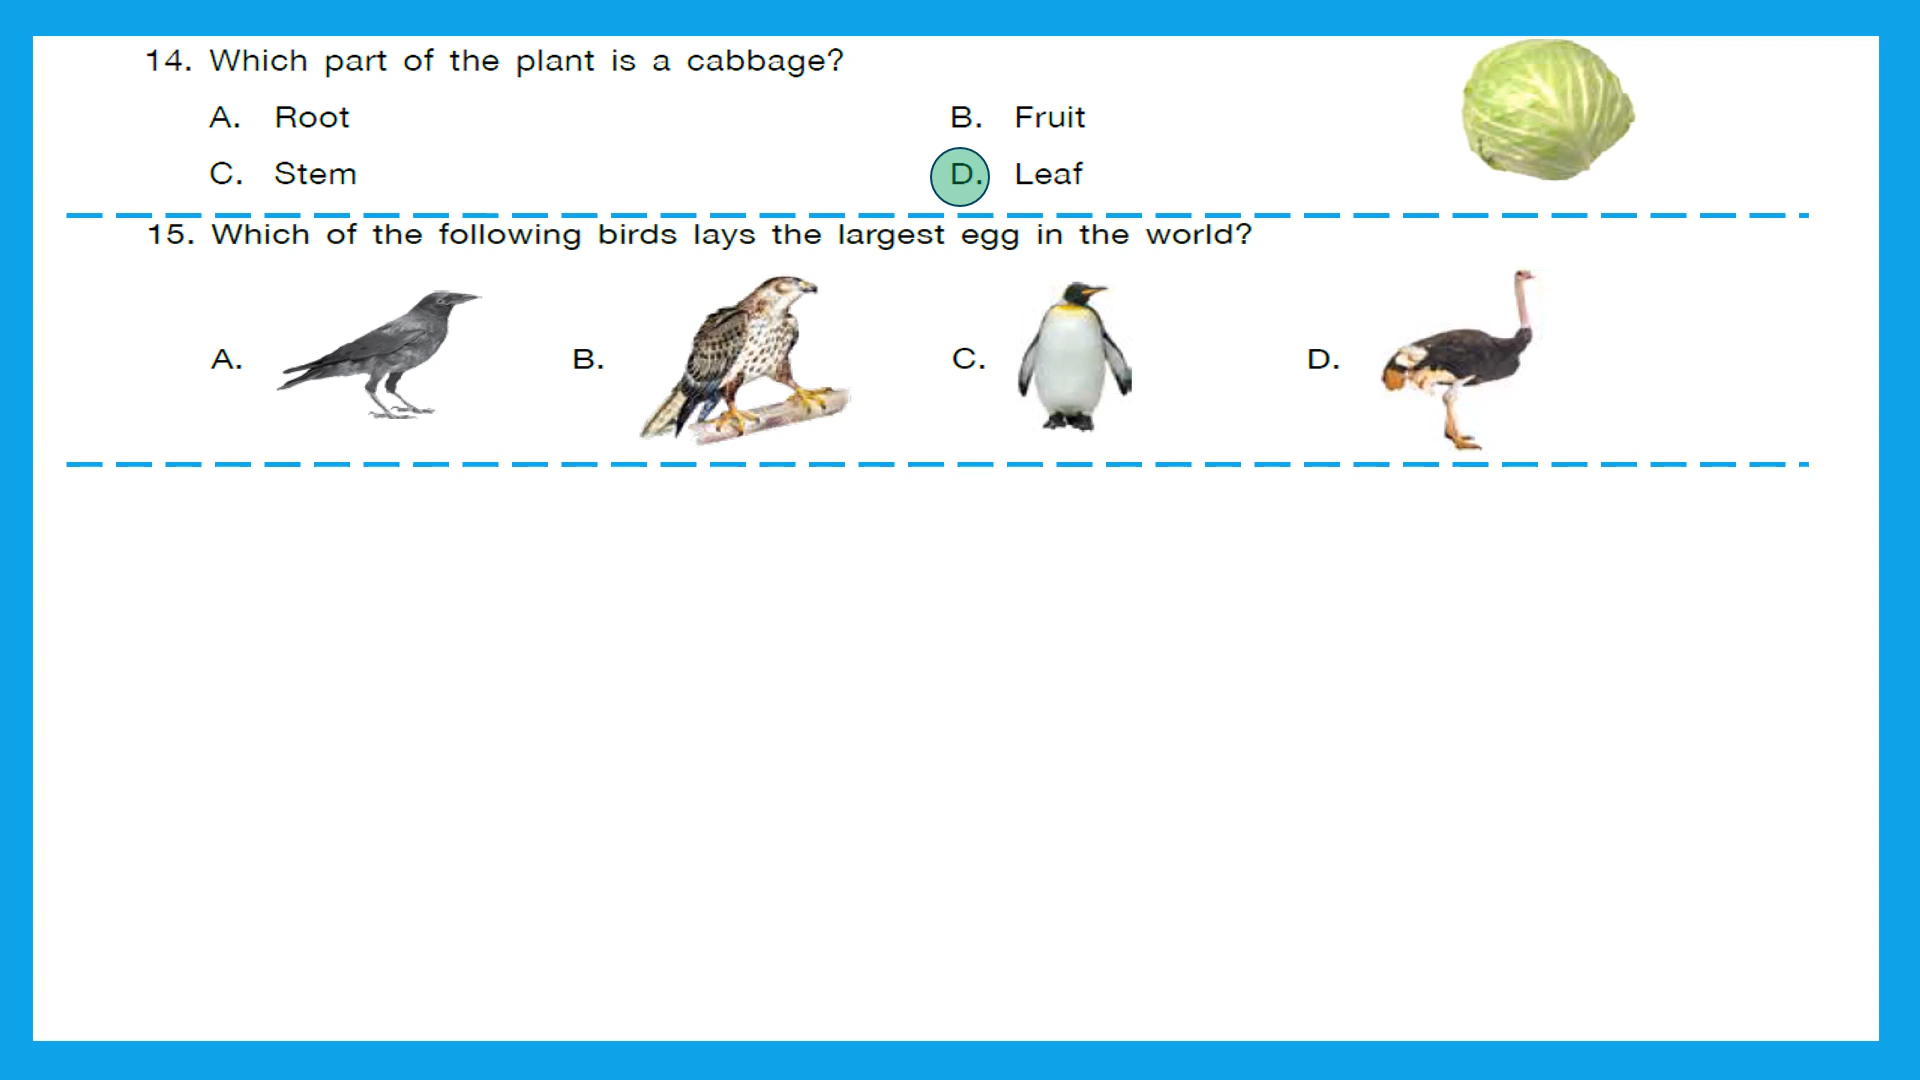 14. Which part of the plant is a cabbage?
A. Root B. Fruit
C. Stem D. Leaf
15. Which of the following birds lays the largest egg in the world?
A. B. C. D.